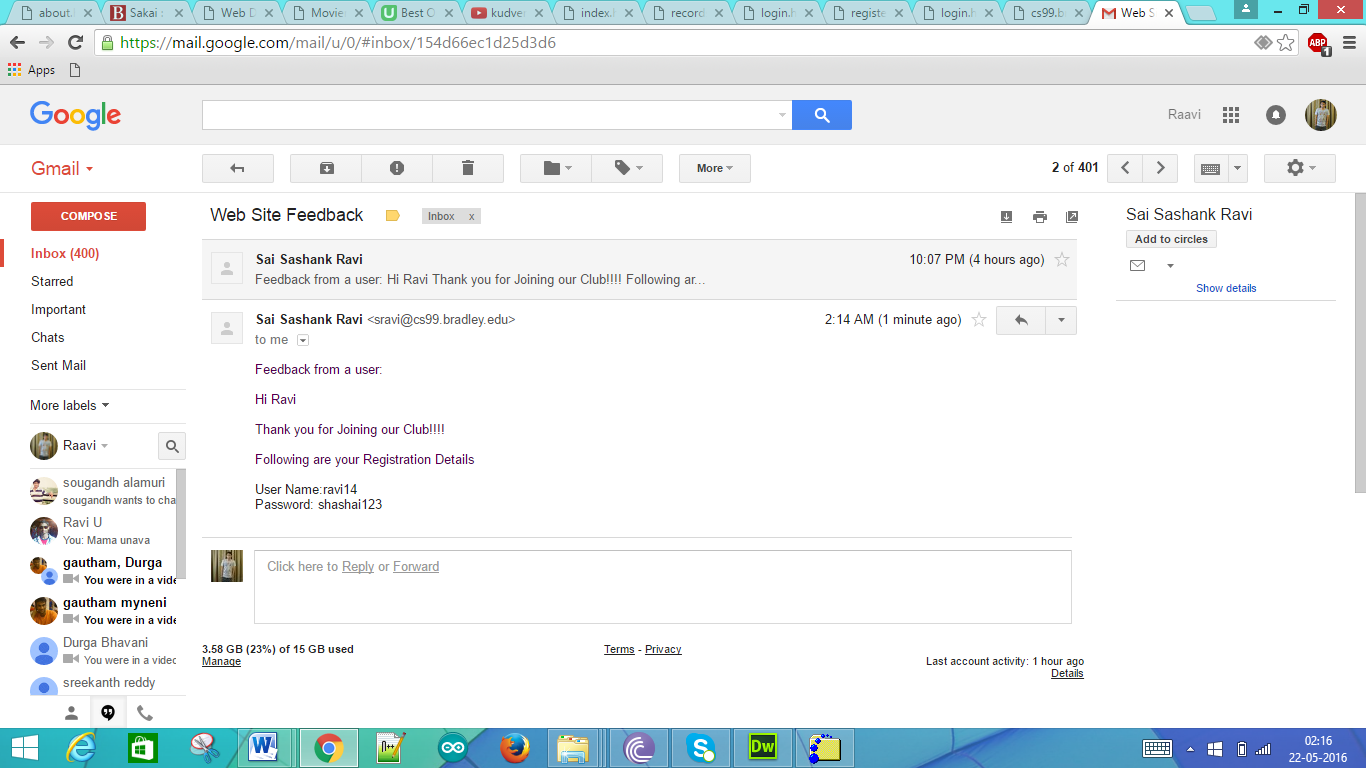 about.h
Sakai :
Web D
Movie
Best O
kudve
index.h
record
login.h
registe
login.h
cs99.b
Web S
https://mail.google.com/mail/u/0/#inbox/154d66ec1d25d3d6
ABP 1
Apps
Google
Raavi
Gmail
More
2 of 401
COMPOSE
Web Site Feedback
Inbox x
Sai Sashank Ravi
Add to circles
Show details
Inbox (400)
Starred
Important
Chats
Sent Mail
More labels
Raavi
Sai Sashank Ravi
10:07 PM (4 hours ago)
Feedback from a user: Hi Ravi Thank you for Joining our Club!!!! Following ar...
Sai Sashank Ravi <sravi@cs99.bradley.edu>
2:14 AM (1 minute ago)
to me
Feedback from a user:
Hi Ravi
Thank you for Joining our Club!!!!
Following are your Registration Details
User Name:ravi14
Password: shashai123
sougandh alamuri
sougandh wants to cha
Ravi U
You: Mama unava
gautham, Durga
You were in a vide
gautham myneni
You were in a vide
Durga Bhavani
You were in a videc
sreekanth reddy
Click here to Reply or Forward
3.58 GB (23%) of 15 GB used
Manage
Terms - Privacy
Last account activity: 1 hour ago
Details
Dw
02:16
22-05-2016